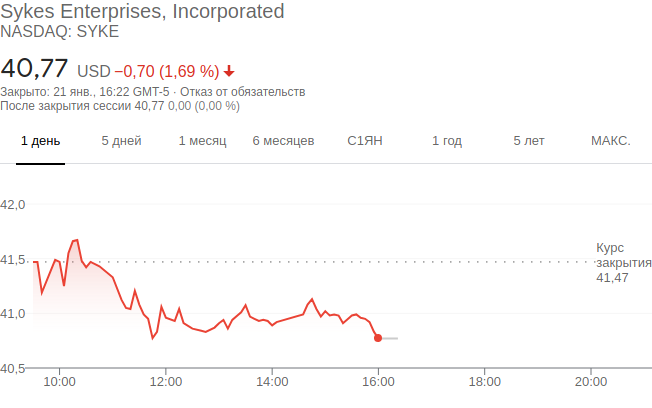 Sykes Enterprises, Incorporated
NASDAQ: SYKE
40,77 USD −0,70 (1,69 %)
Закрыто: 21 янв., 16:22 GMT-5 · Отказ от обязательств
После закрытия сессии 40,77 0,00 (0,00 %)
1 день 5 дней 1 месяц 6 месяцев С1ЯН 1 год 5 лет МАКС.
42,0
41,5
41,0
40,5
Курс
закрытия
41,47
10:00 12:00 14:00 16:00 18:00 20:00